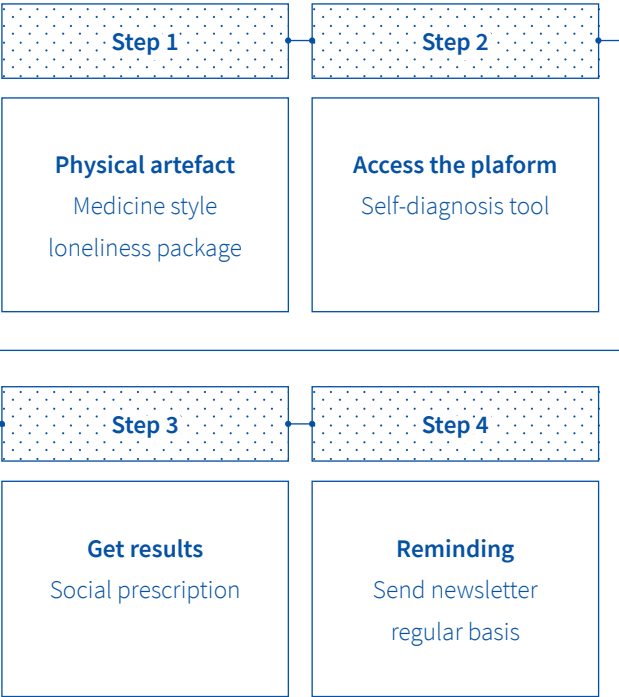 Step 1
Step 2
Physical artefact
Medicine style
loneliness package
Access the plaform
Self-diagnosis tool
Step 3
Step 4
Get results
Social prescription
Reminding
Send newsletter
regular basis